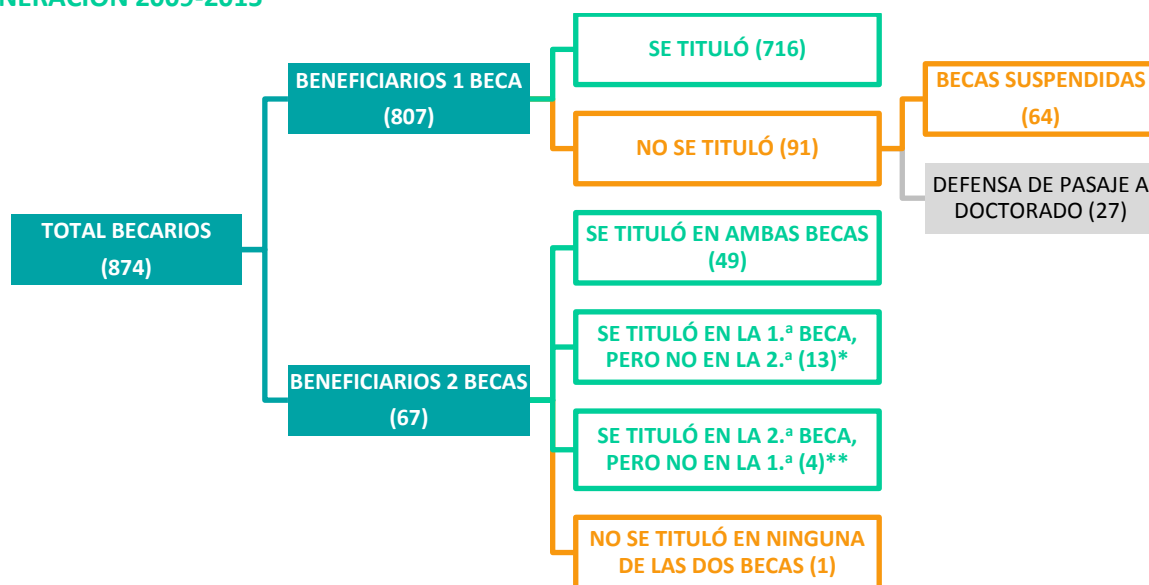 SE TITULÓ (716)
BENEFICIARIOS 1 BECA
(807)
BECAS SUSPENDIDAS
(64)
NO SE TITULÓ (91)
DEFENSA DE PASAJE A
DOCTORADO (27)
TOTAL BECARIOS
(874)
SE TITULÓ EN AMBAS BECAS
(49)
SE TITULÓ EN LA 1.ª BECA,
PERO NO EN LA 2.ª (13)*
BENEFICIARIOS 2 BECAS
(67)
SE TITULÓ EN LA 2.ª BECA,
PERO NO EN LA 1.ª (4)**
NO SE TITULÓ EN NINGUNA
DE LAS DOS BECAS (1)